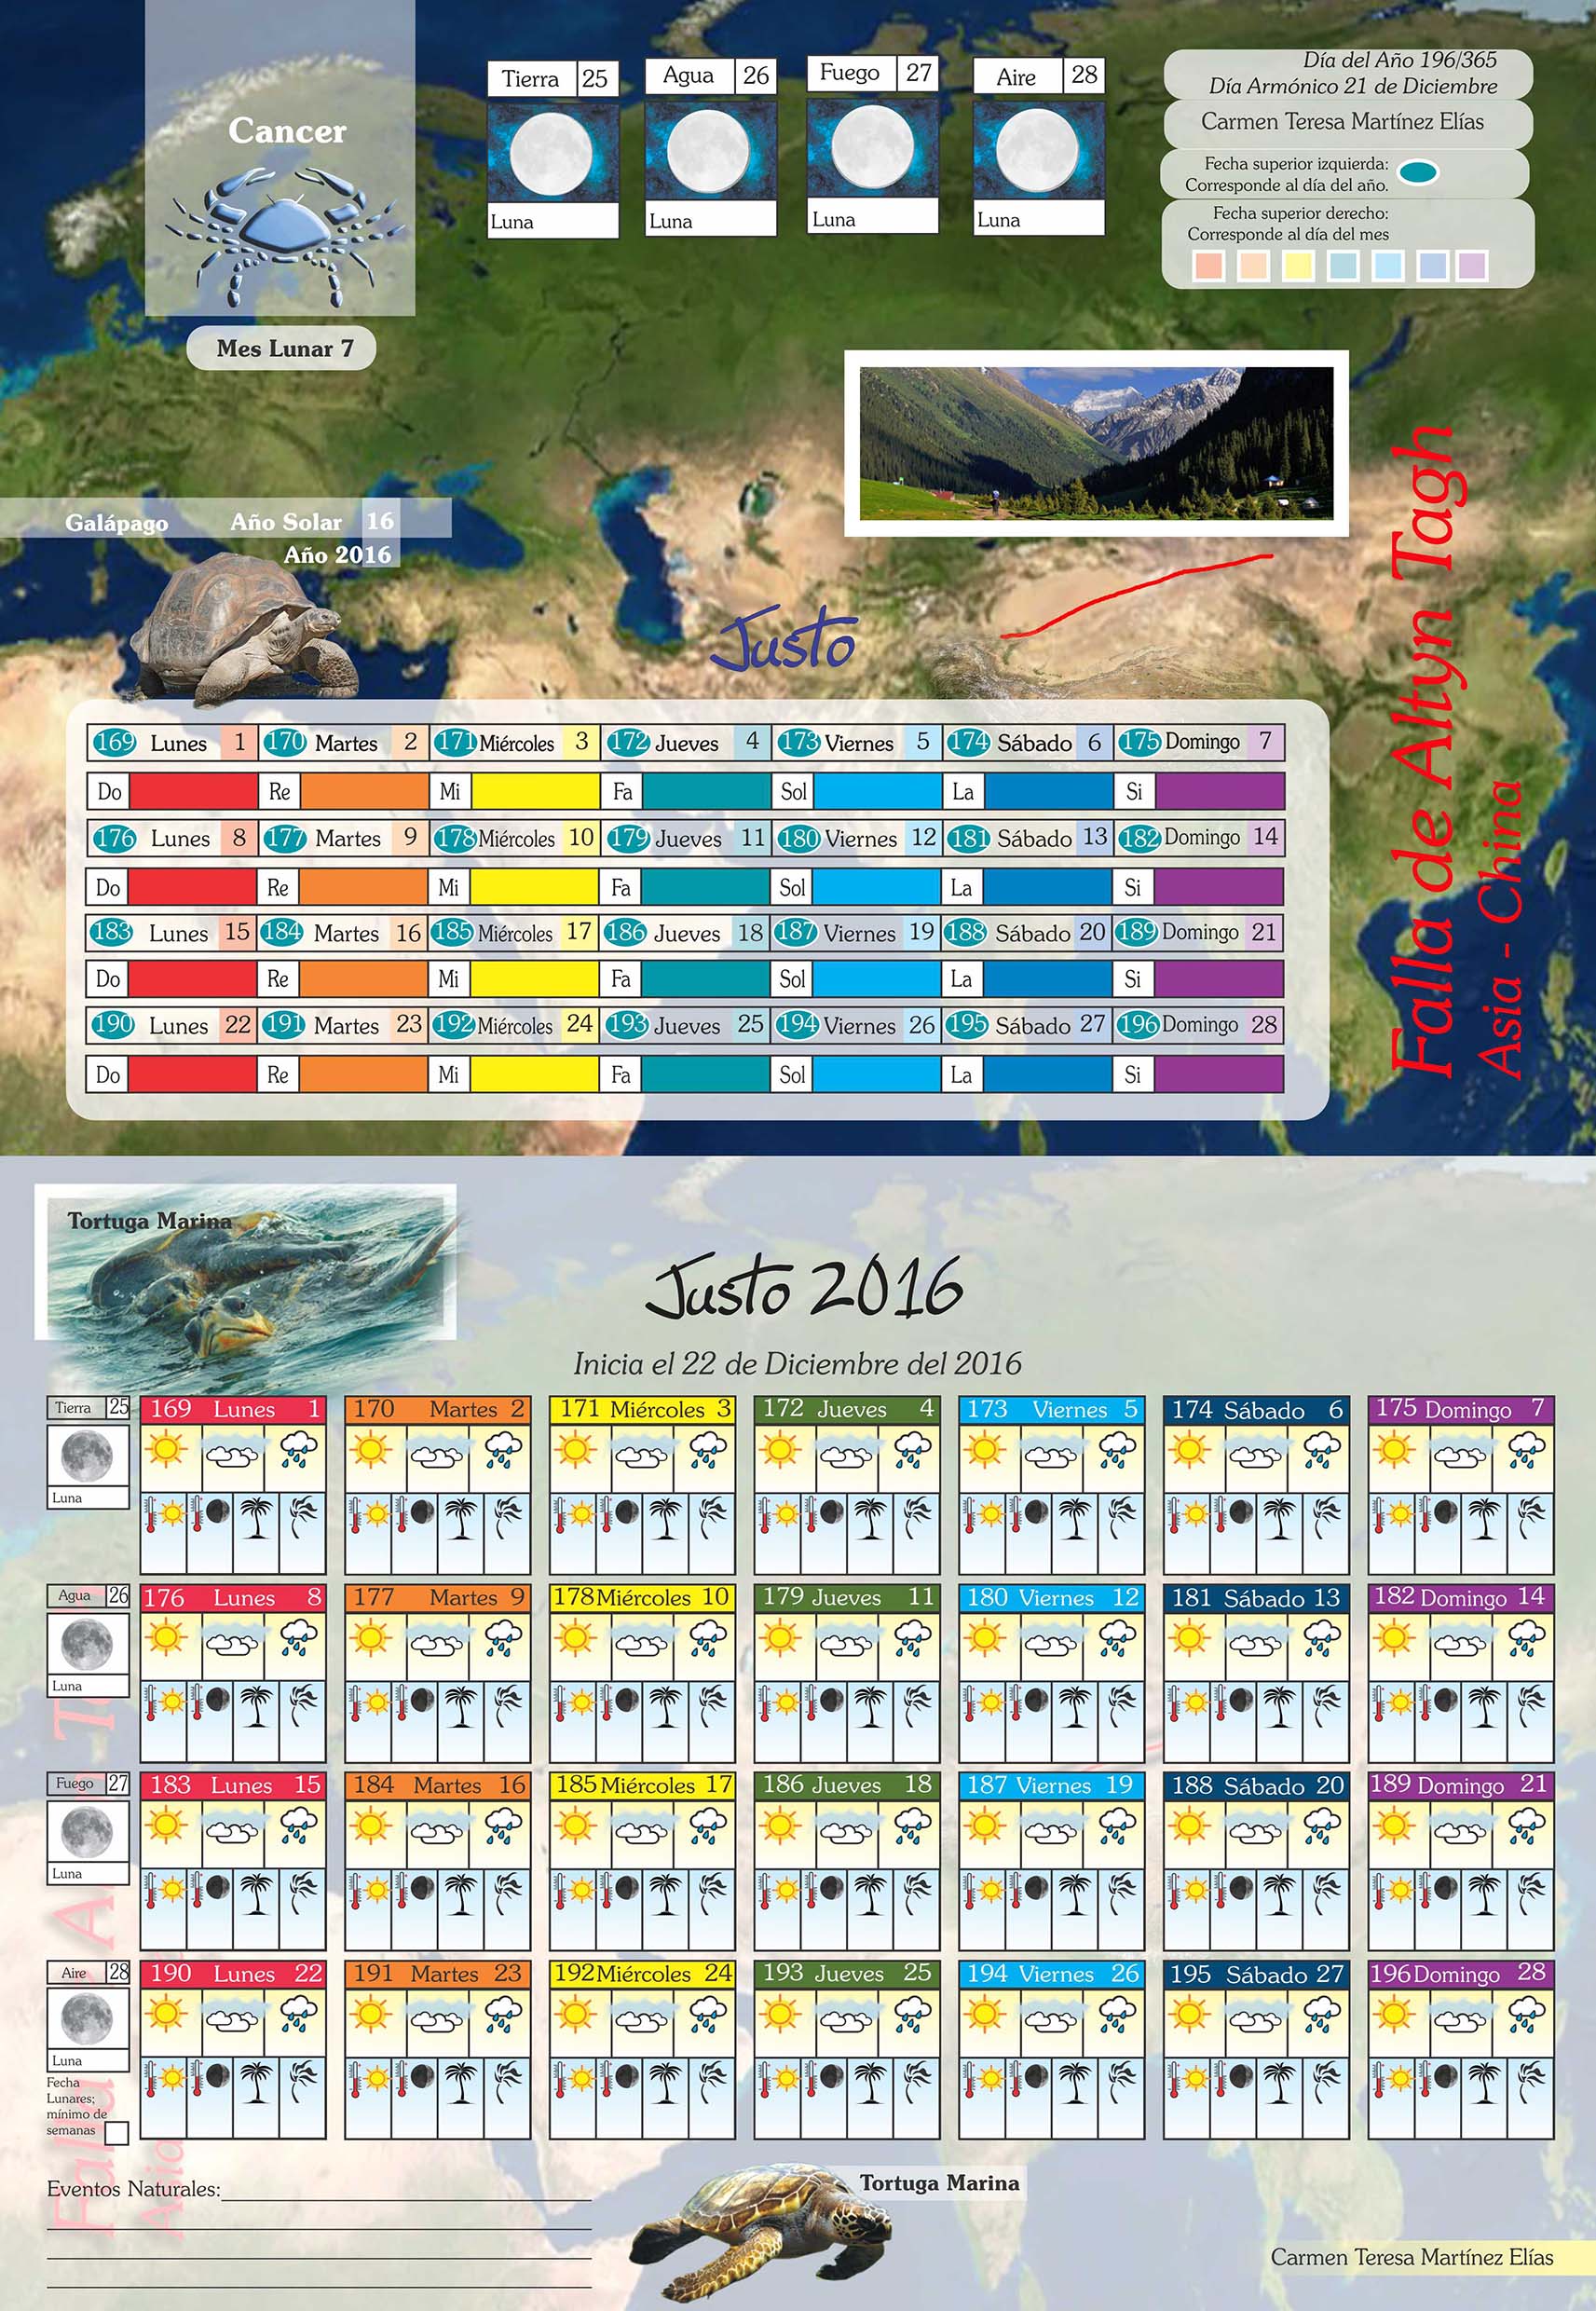 Cancer
Mes Lunar 7
Tierra 25
Luna
Agua 26
Luna
Fuego 27
Luna
Aire 28
Luna
Día del Año 196/365
Día Armónico 21 de Diciembre
Carmen Teresa Martínez Elías
Fecha superior izquierda:
Corresponde al día del año.
Fecha superior derecho:
Corresponde al día del mes
Galápago Año Solar 16
Año 2016
Justo
Falla de Altyn Tagh
Asia - China
169 Lunes 1 170 Martes 2 171 Miércoles 3 172 Jueves 4 173 Viernes 5 174 Sábado 6 175 Domingo 7
Do Re Mi Fa Sol La Si
176 Lunes 8 177 Martes 9 178 Miércoles 10 179 Jueves 11 180 Viernes 12 181 Sábado 13 182 Domingo 14
Do Re Mi Fa Sol La Si
183 Lunes 15 184 Martes 16 185 Miércoles 17 186 Jueves 18 187 Viernes 19 188 Sábado 20 189 Domingo 21
Do Re Mi Fa Sol La Si
190 Lunes 22 191 Martes 23 192 Miércoles 24 193 Jueves 25 194 Viernes 26 195 Sábado 27 196 Domingo 28
Do Re Mi Fa Sol La Si
Tortuga Marina
Justo 2016
Inicia el 22 de Diciembre del 2016
Tierra 25 169 Lunes 1 170 Martes 2 171 Miércoles 3 172 Jueves 4 173 Viernes 5 174 Sábado 6 175 Domingo 7
Luna
Agua 26 176 Lunes 8 177 Martes 9 178 Miércoles 10 179 Jueves 11 180 Viernes 12 181 Sábado 13 182 Domingo 14
Luna
Fuego 27 183 Lunes 15 184 Martes 16 185 Miércoles 17 186 Jueves 18 187 Viernes 19 188 Sábado 20 189 Domingo 21
Luna
Aire 28 190 Lunes 22 191 Martes 23 192 Miércoles 24 193 Jueves 25 194 Viernes 26 195 Sábado 27 196 Domingo 28
Luna
Fecha
Lunares;
mínimo de
semanas
Eventos Naturales:
Tortuga Marina
Carmen Teresa Martínez Elías